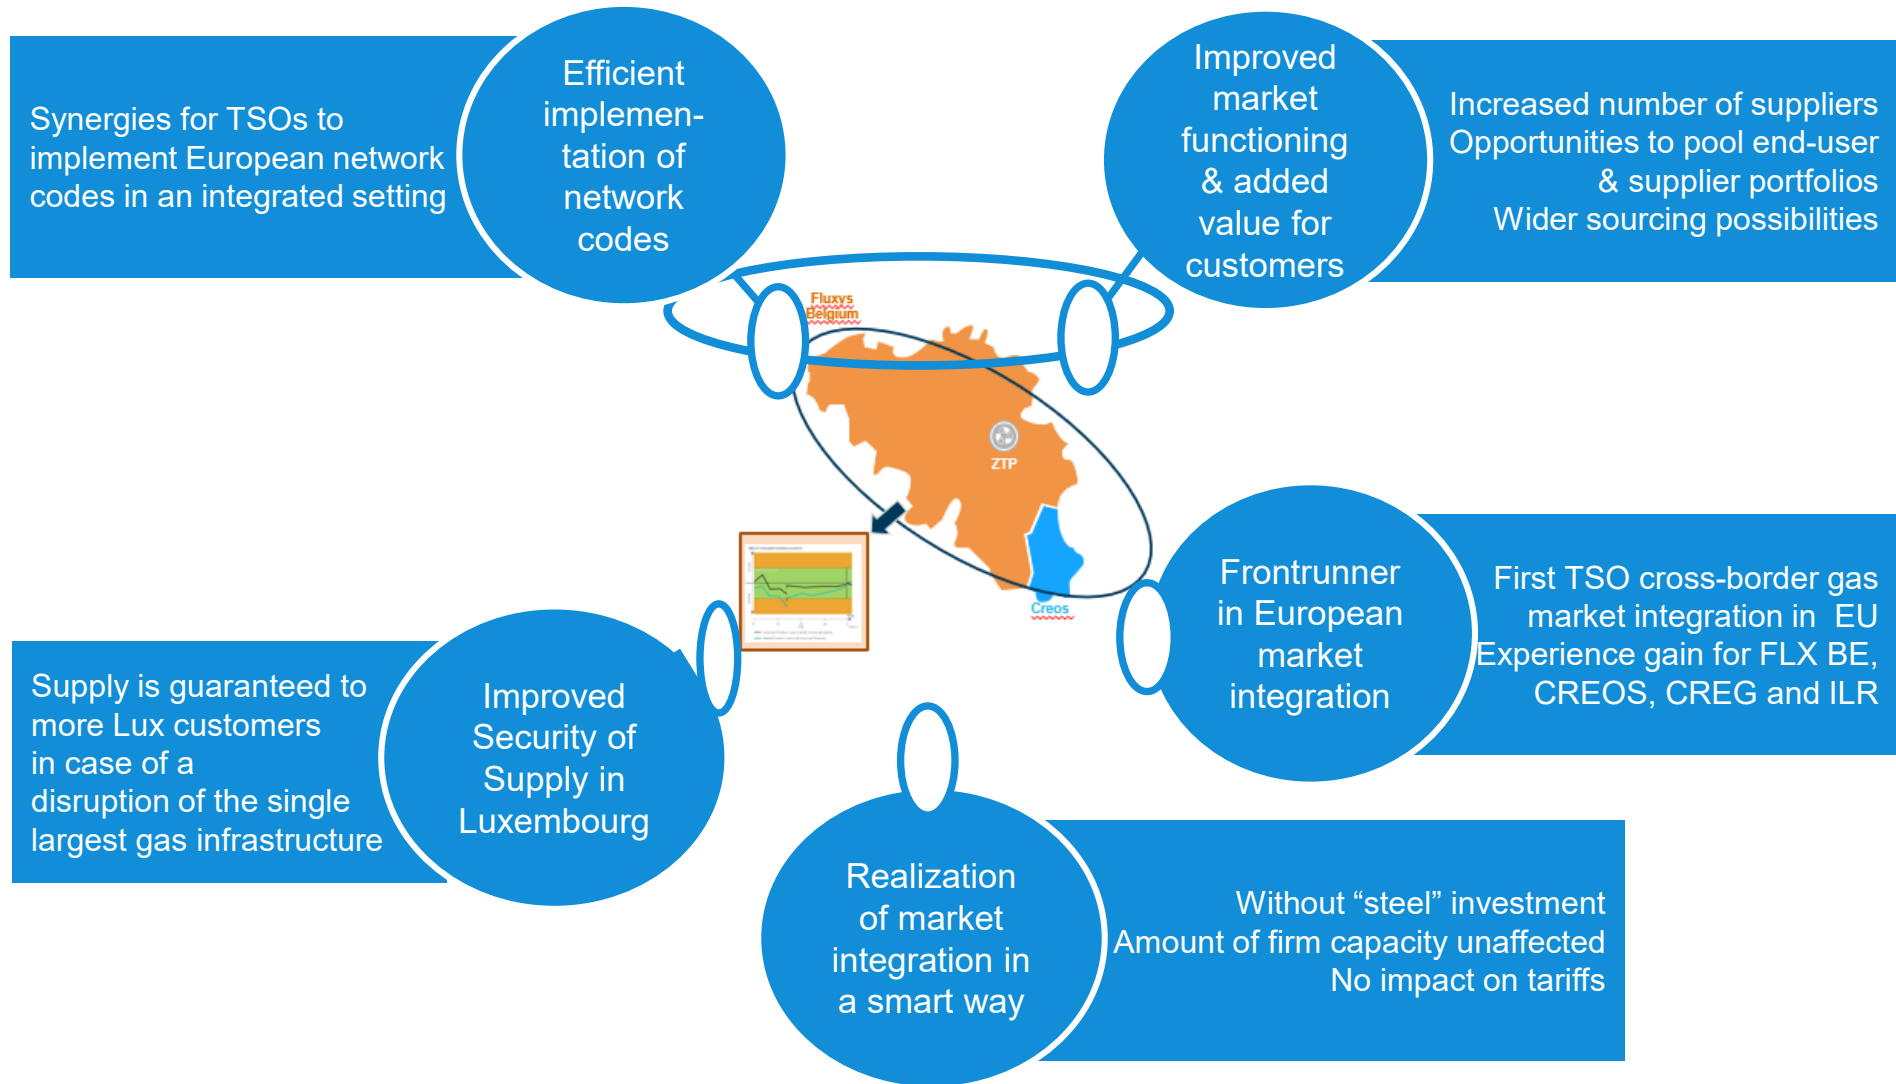 Synergies for TSOs to
implement European network
codes in an integrated setting
Efficient
implemen-
tation of
network
codes
Improved
market
functioning
& added
value for
customers
Increased number of suppliers
Opportunities to pool end-user
& supplier portfolios
Wider sourcing possibilities
Fluxys
Belgium
ZTP
Creos
Supply is guaranteed to
more Lux customers
in case of a
disruption of the single
largest gas infrastructure
Improved
Security of
Supply in
Luxembourg
Frontrunner
in European
market
integration
First TSO cross-border gas
market integration in EU
Experience gain for FLX BE,
CREOS, CREG and ILR
Realization
of market
integration in
a smart way
Without “steel” investment
Amount of firm capacity unaffected
No impact on tariffs